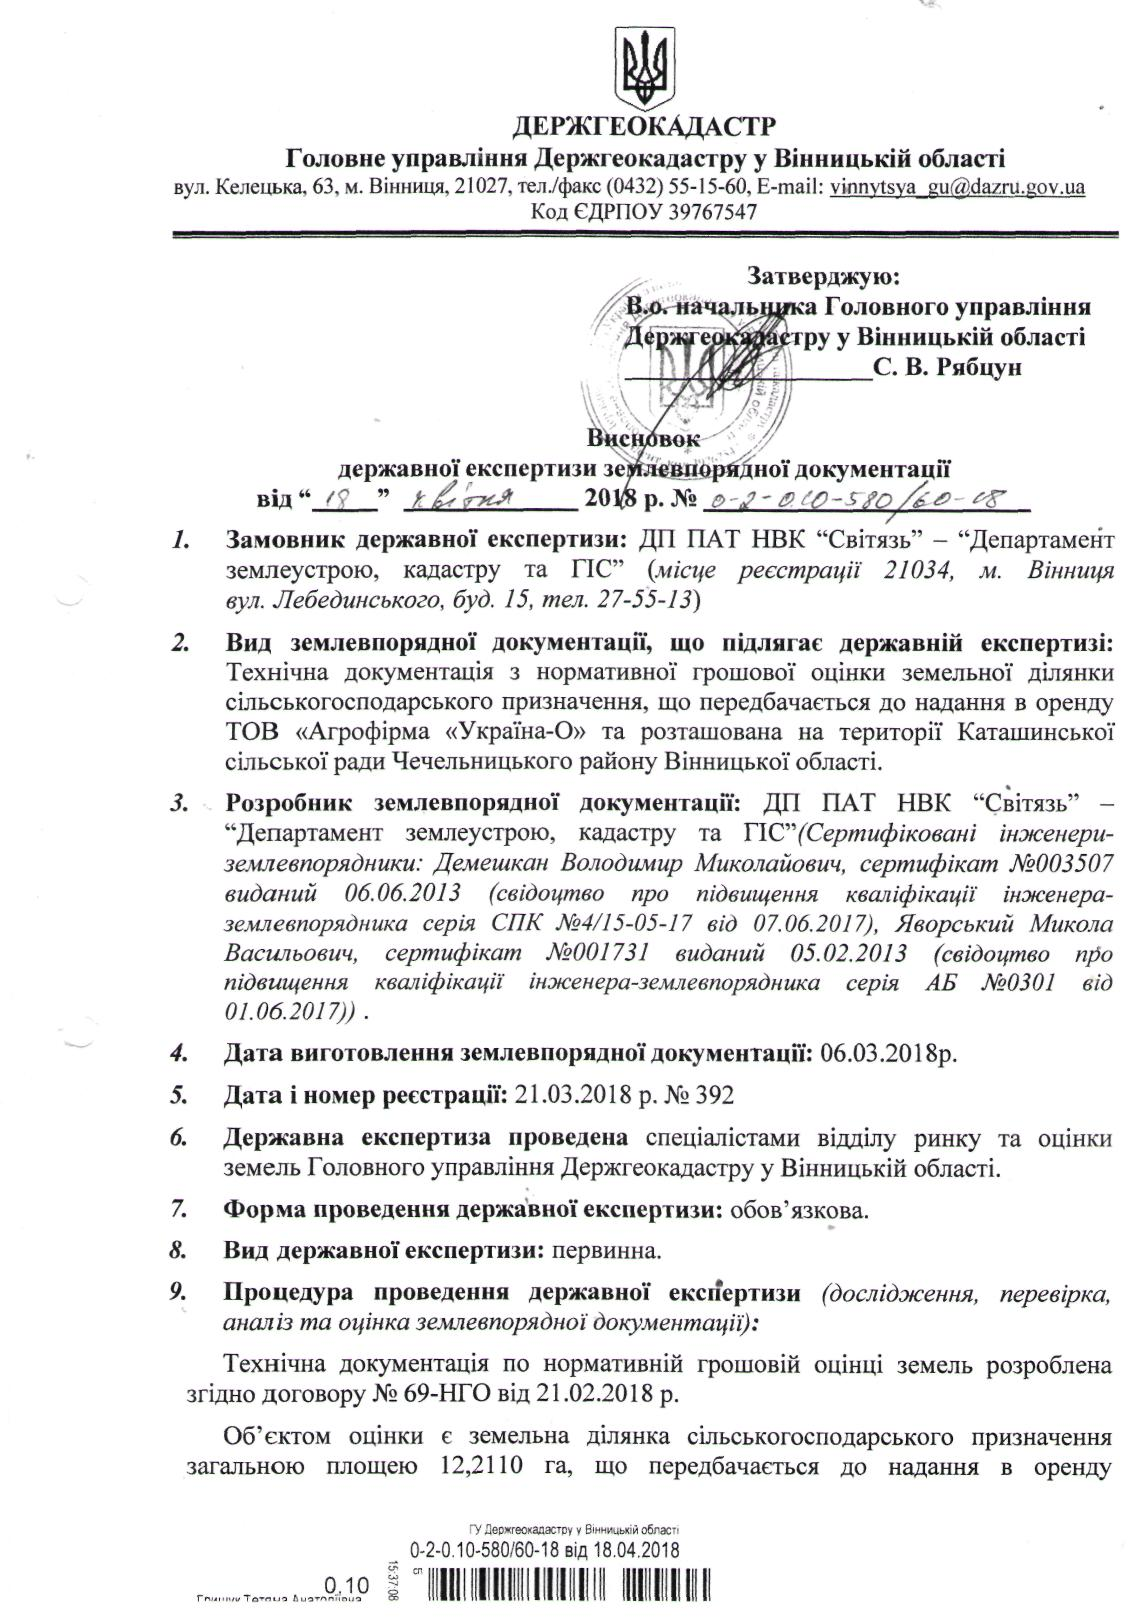 ДЕРЖГЕОКАДАСТР
Головне управління Держгеокадастру у Вінницькій області
вул. Келецька, 63, м. Вінниця, 21027, тел./факс (0432) 55-15-60, E-mail: vinnytsya_gu@dazru.gov.ua
Код ЄДРПОУ 39767547
Затверджую:
В.о. начальника Головного управління
Держгеокадастру у Вінницькій області
С. В. Рябцун
Висновок
державної експертизи землевпорядної документації
від “ 18 ” квітня 2018 р. № 0-2-0.10-580/60-18
1. Замовник державної експертизи: ДП ПАТ НВК “Світязь” – “Департамент
землеустрою, кадастру та ГІС” (місце реєстрації 21034, м. Вінниця
вул. Лебединського, буд. 15, тел. 27-55-13)
2. Вид землевпорядної документації, що підлягає державній експертизі:
Технічна документація з нормативної грошової оцінки земельної ділянки
сільськогосподарського призначення, що передбачається до надання в оренду
ТОВ «Агрофірма «Україна-О» та розташована на території Каташинської
сільської ради Чечельницького району Вінницької області.
3. Розробник землевпорядної документації: ДП ПАТ НВК “Світязь” –
“Департамент землеустрою, кадастру та ГІС”(Сертифіковані інженери-
землевпорядники: Демешкан Володимир Миколайович, сертифікат №003507
виданий 06.06.2013 (свідоцтво про підвищення кваліфікації інженера-
землевпорядника серія СПК №4/15-05-17 від 07.06.2017), Яворський Микола
Васильович, сертифікат №001731 виданий 05.02.2013 (свідоцтво про
підвищення кваліфікації інженера-землевпорядника серія АБ №0301 від
01.06.2017)) .
4. Дата виготовлення землевпорядної документації: 06.03.2018р.
5. Дата і номер реєстрації: 21.03.2018 р. № 392
6. Державна експертиза проведена спеціалістами відділу ринку та оцінки
земель Головного управління Держгеокадастру у Вінницькій області.
7. Форма проведення державної експертизи: обов’язкова.
8. Вид державної експертизи: первинна.
9. Процедура проведення державної експертизи (дослідження, перевірка,
аналіз та оцінка землевпорядної документації):
Технічна документація по нормативній грошовій оцінці земель розроблена
згідно договору № 69-НГО від 21.02.2018 р.
Об’єктом оцінки є земельна ділянка сільськогосподарського призначення
загальною площею 12,2110 га, що передбачається до надання в оренду
ГУ Держгеокадастру у Вінницькій області
0-2-0.10-580/60-18 від 18.04.2018
15:37:08
СП
0.10
Грищук Тетяна Анатоліївна